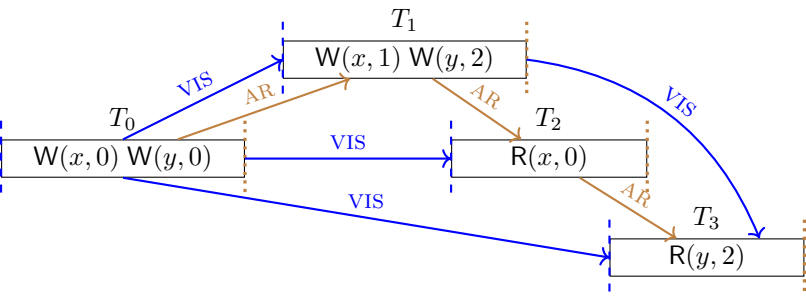 T₁
W(x, 1) W(y, 2)
VIS
AR
AR
VIS
T₀
W(x, 0) W(y, 0)
VIS
T₂
R(x, 0)
VIS
AR
T₃
R(y, 2)